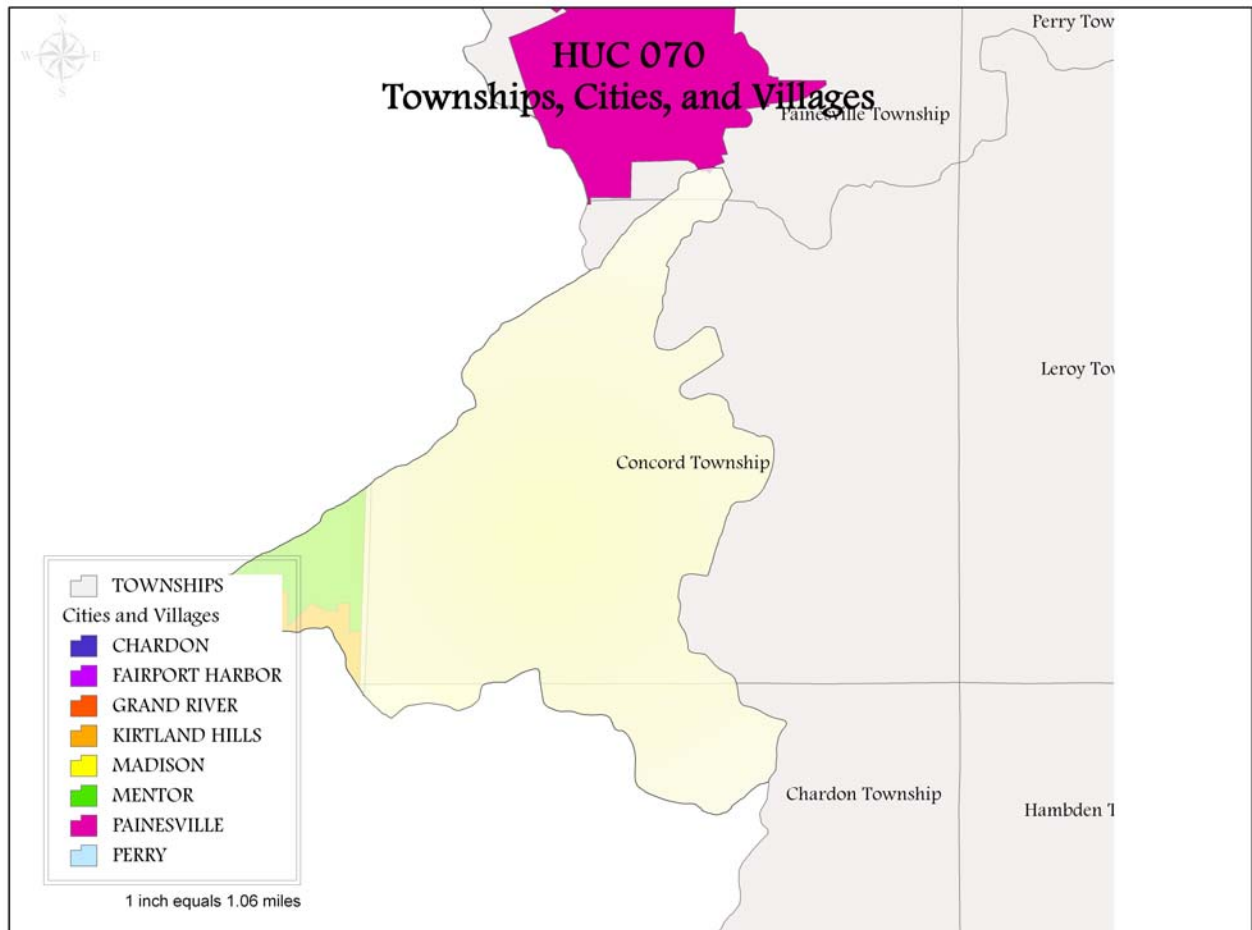 N
W E
S
HUC 070
Townships, Cities, and Villages
Perry Tow
Painesville Township
Leroy Tow
Concord Township
TOWNSHIPS
Cities and Villages
CHARDON
FAIRPORT HARBOR
GRAND RIVER
KIRTLAND HILLS
MADISON
MENTOR
PAINESVILLE
PERRY
Chardon Township
Hambden T
1 inch equals 1.06 miles